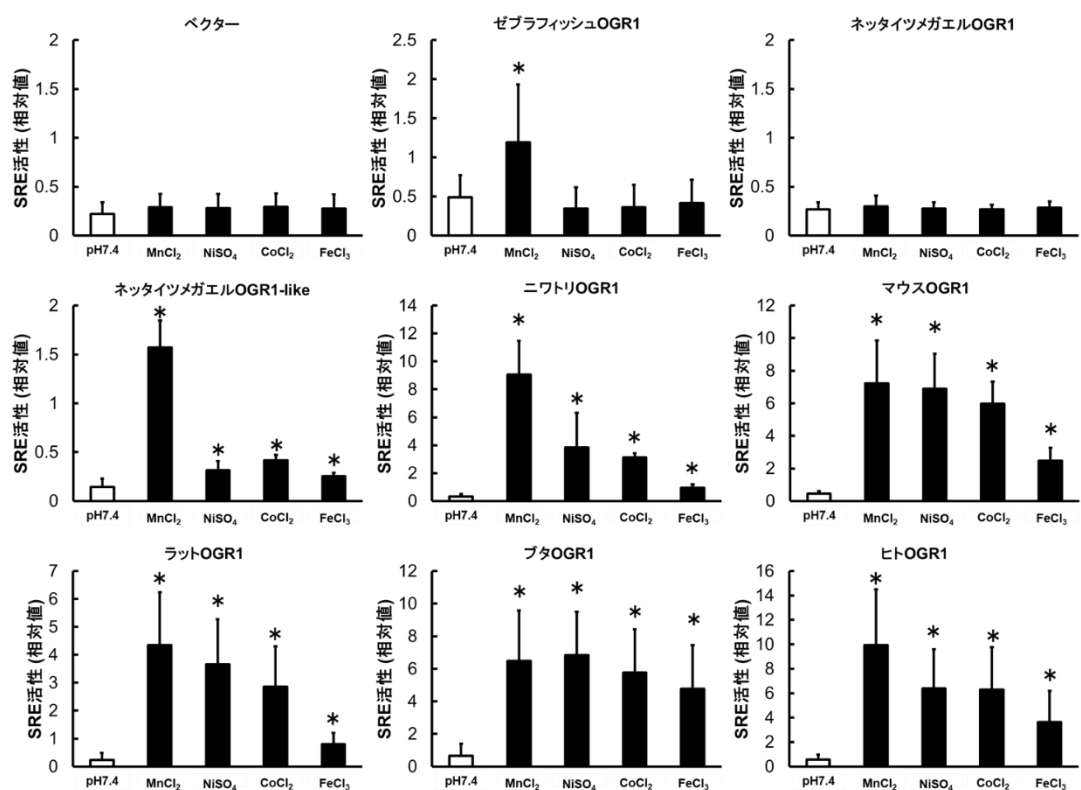 ベクター
SRE活性 (相対値)
2
1.5
1
0.5
0
pH7.4 MnCl₂ NiSO₄ CoCl₂ FeCl₃
ゼブラフィッシュOGR1
SRE活性 (相対値)
2.5
2
1.5
1
0.5
0
*
pH7.4 MnCl₂ NiSO₄ CoCl₂ FeCl₃
ネッタイツメガエルOGR1
SRE活性 (相対値)
2
1.5
1
0.5
0
pH7.4 MnCl₂ NiSO₄ CoCl₂ FeCl₃
ネッタイツメガエルOGR1-like
SRE活性 (相対値)
2
1.5
1
0.5
0
* * * *
pH7.4 MnCl₂ NiSO₄ CoCl₂ FeCl₃
ニワトリOGR1
SRE活性 (相対値)
14
12
10
8
6
4
2
0
* * * *
pH7.4 MnCl₂ NiSO₄ CoCl₂ FeCl₃
マウスOGR1
SRE活性 (相対値)
12
10
8
6
4
2
0
* * * *
pH7.4 MnCl₂ NiSO₄ CoCl₂ FeCl₃
ラットOGR1
SRE活性 (相対値)
7
6
5
4
3
2
1
0
* * * *
pH7.4 MnCl₂ NiSO₄ CoCl₂ FeCl₃
ブタOGR1
SRE活性 (相対値)
12
10
8
6
4
2
0
* * * *
pH7.4 MnCl₂ NiSO₄ CoCl₂ FeCl₃
ヒトOGR1
SRE活性 (相対値)
16
14
12
10
8
6
4
2
0
* * * *
pH7.4 MnCl₂ NiSO₄ CoCl₂ FeCl₃